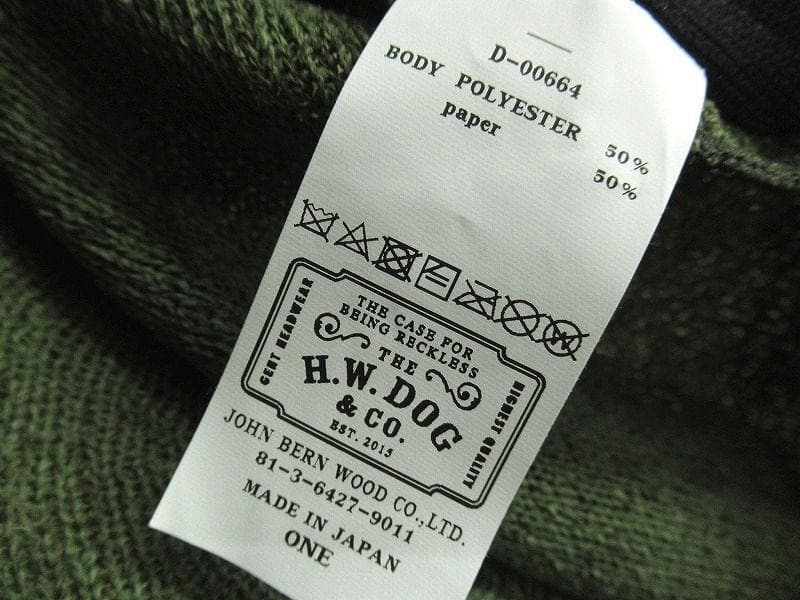 D-00664
BODY POLYESTER 50%
paper 50%
THE CASE FOR
BEING RECKLESS
THE
H.W. DOG
& CO.
EST. 2015
GENT HEADWEAR
HIGHEST QUALITY
JOHN BERN WOOD CO.,LTD.
81-3-6427-9011
MADE IN JAPAN
ONE